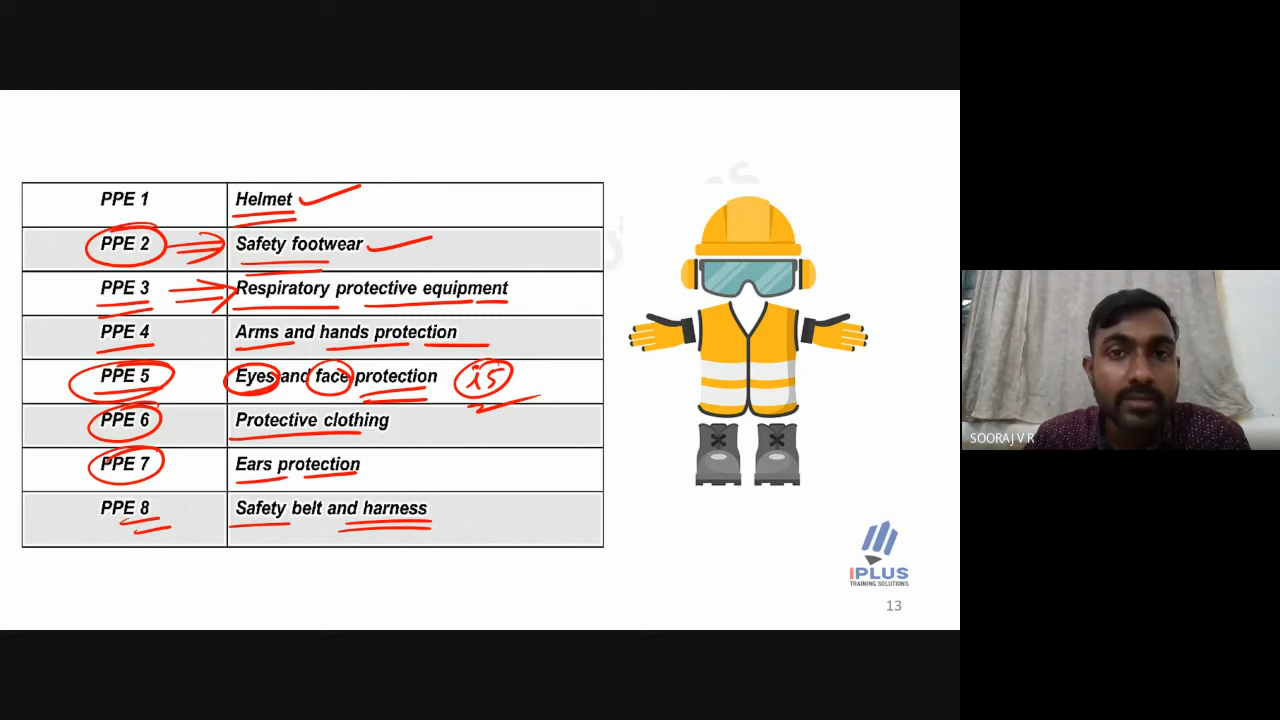 PPE 1 Helmet
PPE 2 Safety footwear
PPE 3 Respiratory protective equipment
PPE 4 Arms and hands protection
PPE 5 Eyes and face protection i5
PPE 6 Protective clothing
PPE 7 Ears protection
PPE 8 Safety belt and harness
IPLUS
TRAINING SOLUTIONS
13
SOORAJ V R